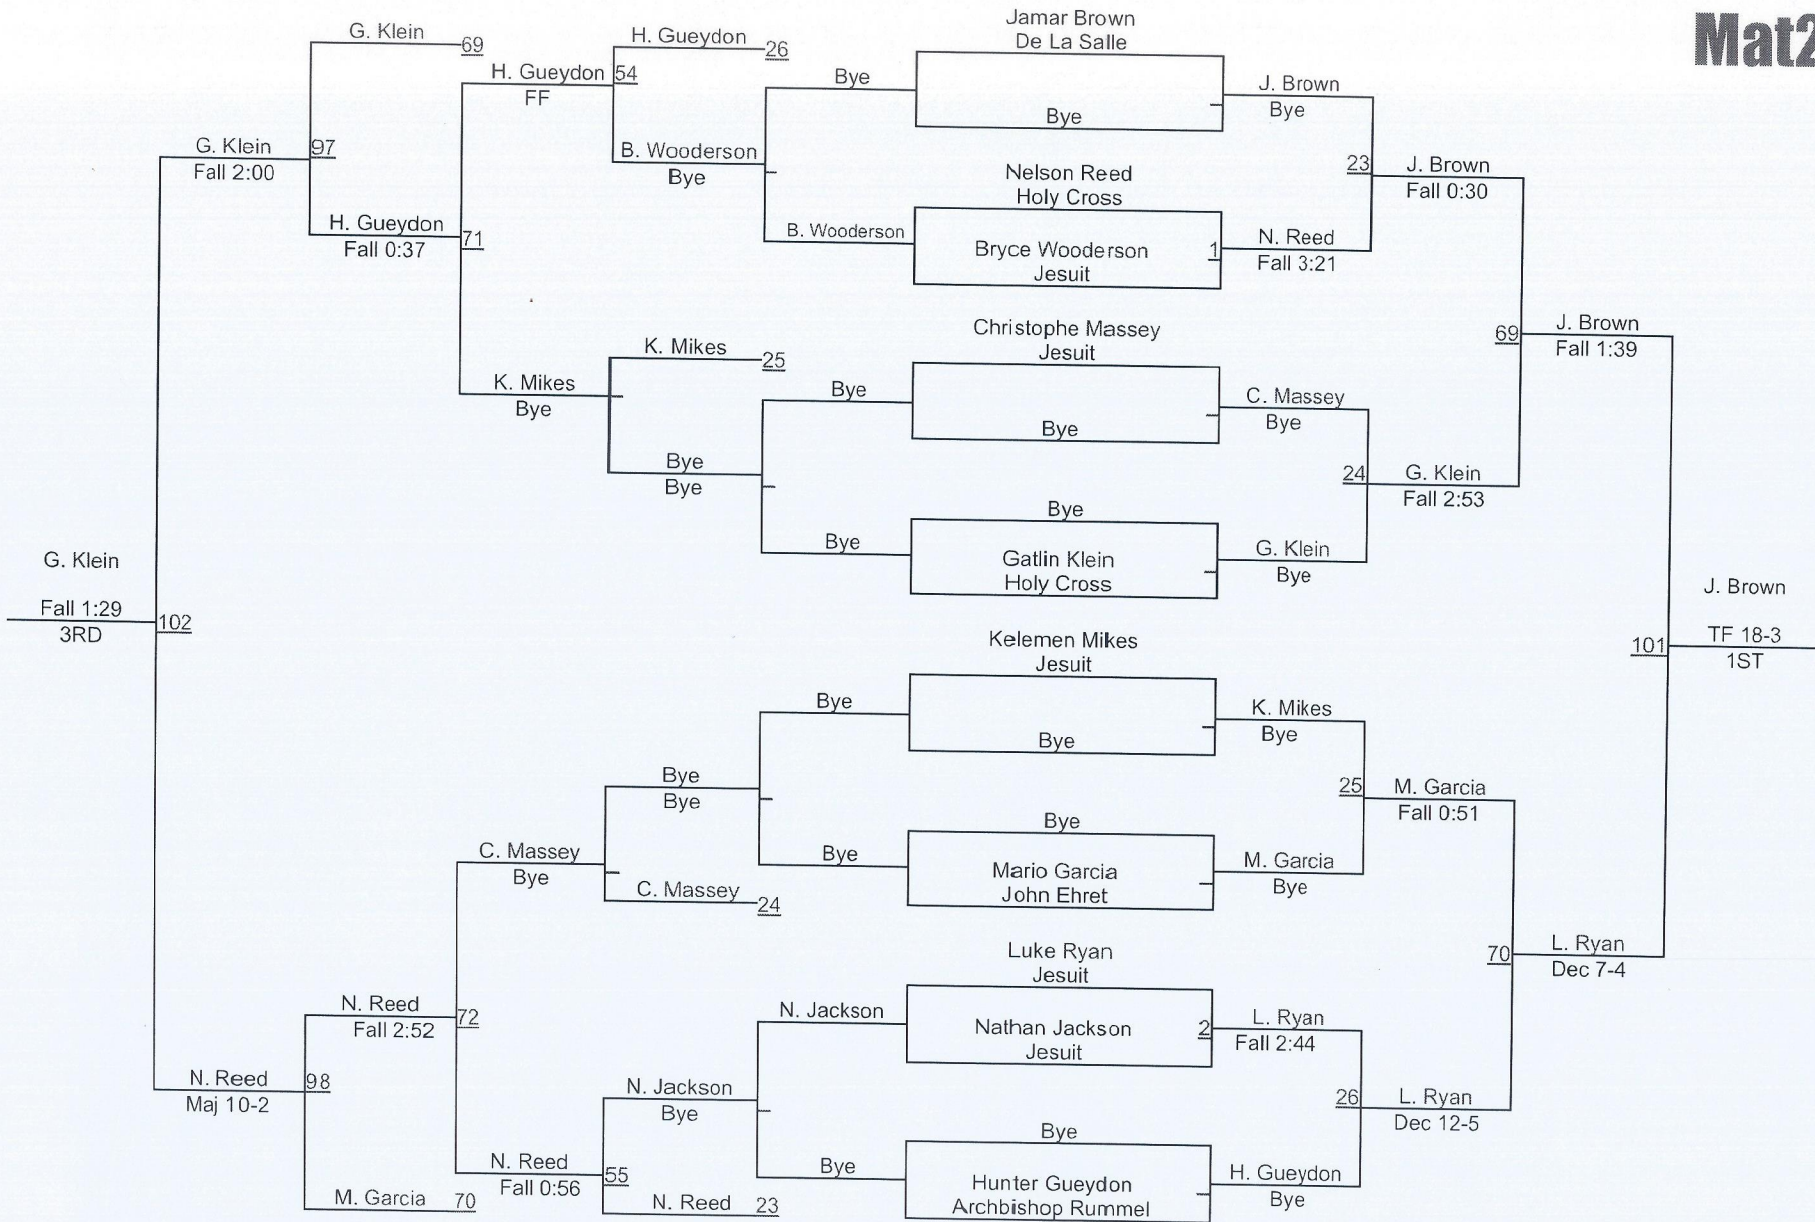 Mat2
Jamar Brown
De La Salle
Bye
Nelson Reed
Holy Cross
Bryce Wooderson 1
Jesuit
Christophe Massey
Jesuit
Bye
Bye
Gatlin Klein
Holy Cross
Kelemen Mikes
Jesuit
Bye
Bye
Mario Garcia
John Ehret
Luke Ryan
Jesuit
Nathan Jackson 2
Jesuit
Bye
Hunter Gueydon
Archbishop Rummel
J. Brown
Bye
N. Reed
Fall 3:21
C. Massey
Bye
G. Klein
Bye
K. Mikes
Bye
M. Garcia
Bye
L. Ryan
Fall 2:44
H. Gueydon
Bye
23 J. Brown
Fall 0:30
24 G. Klein
Fall 2:53
25 M. Garcia
Fall 0:51
26 L. Ryan
Dec 12-5
69 J. Brown
Fall 1:39
70 L. Ryan
Dec 7-4
J. Brown
101 TF 18-3
1ST
Bye
B. Wooderson
Bye
Bye
Bye
Bye
N. Jackson
Bye
H. Gueydon 26
B. Wooderson
Bye
K. Mikes 25
Bye
Bye
Bye
Bye
C. Massey 24
N. Jackson
Bye
N. Reed 23
H. Gueydon 54
FF
K. Mikes
Bye
C. Massey
Bye
N. Reed 55
Fall 0:56
G. Klein 69
H. Gueydon 71
Fall 0:37
N. Reed 72
Fall 2:52
M. Garcia 70
G. Klein 97
Fall 2:00
N. Reed 98
Maj 10-2
G. Klein
Fall 1:29 102
3RD